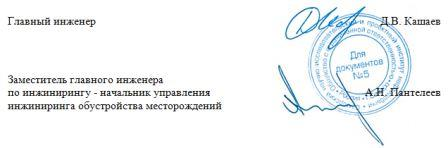 Главный инженер Д.В. Кашаев
Для
документов
№5
Заместитель главного инженера
по инжинирингу - начальник управления А.Н. Пантелеев
инжиниринга обустройства месторождений